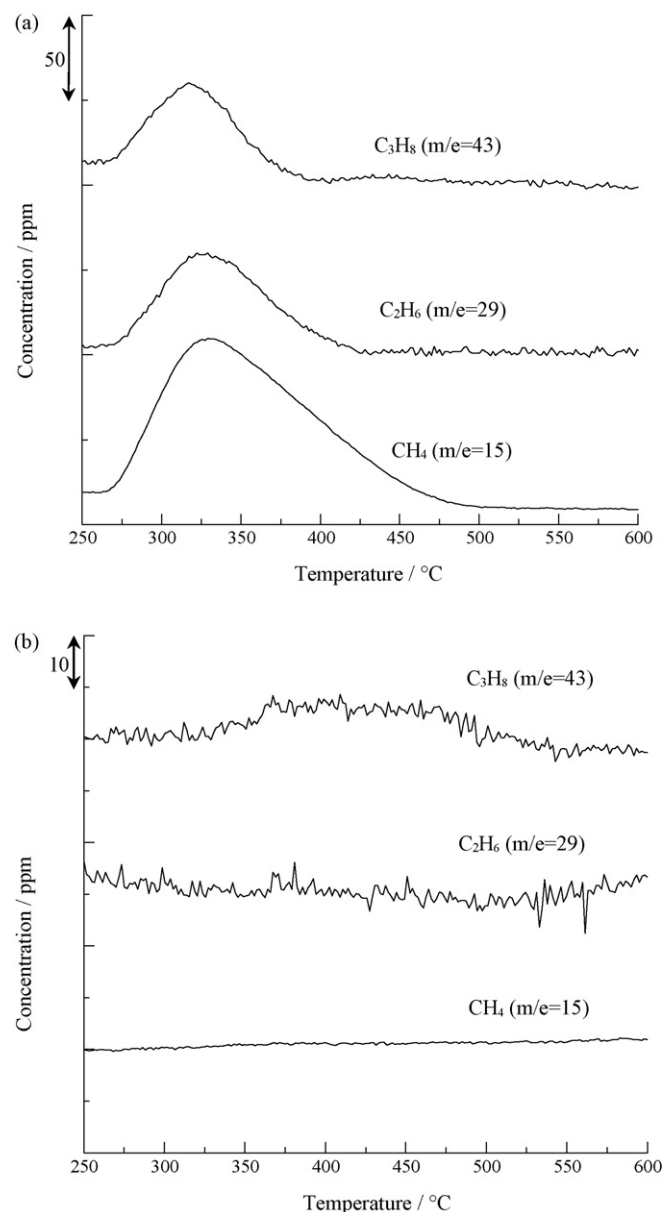 (a)
50
C₃H₈ (m/e=43)
C₂H₆ (m/e=29)
CH₄ (m/e=15)
Concentration / ppm
250 300 350 400 450 500 550 600
Temperature / °C
(b)
10
C₃H₈ (m/e=43)
C₂H₆ (m/e=29)
CH₄ (m/e=15)
Concentration / ppm
250 300 350 400 450 500 550 600
Temperature / °C